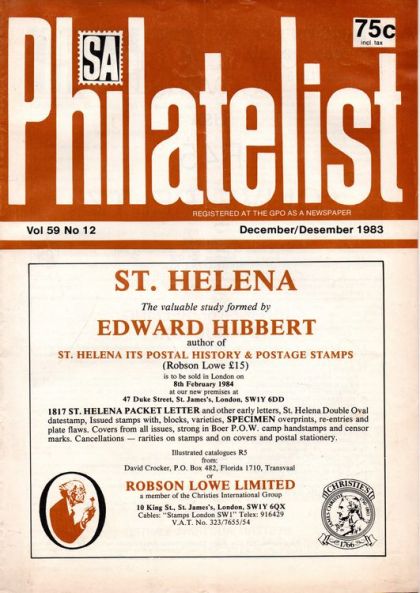 75c
incl tax
SA
Philatelist
REGISTERED AT THE GPO AS A NEWSPAPER
Vol 59 No 12 December/Desember 1983
ST. HELENA
The valuable study formed by
EDWARD HIBBERT
author of
ST. HELENA ITS POSTAL HISTORY & POSTAGE STAMPS
(Robson Lowe £15)
is to be sold in London on
8th February 1984
at our new premises at
47 Duke Street, St. James's, London, SW1Y 6DD
1817 ST. HELENA PACKET LETTER and other early letters, St. Helena Double Oval
datestamp, Issued stamps with, blocks, varieties, SPECIMEN overprints, re-entries and
plate flaws. Covers from all issues, strong in Boer P.O.W. camp handstamps and censor
marks. Cancellations — rarities on stamps and on covers and postal stationery.
Illustrated catalogues R5
from:
David Crocker, P.O. Box 482, Florida 1710, Transvaal
or
ROBSON LOWE LIMITED
a member of the Christies International Group
10 King St., St. James's, London, SW1Y 6QX
Cables: "Stamps London SW1" Telex: 916429
V.A.T. No. 323/7655/54
CHRISTIE'S
1766